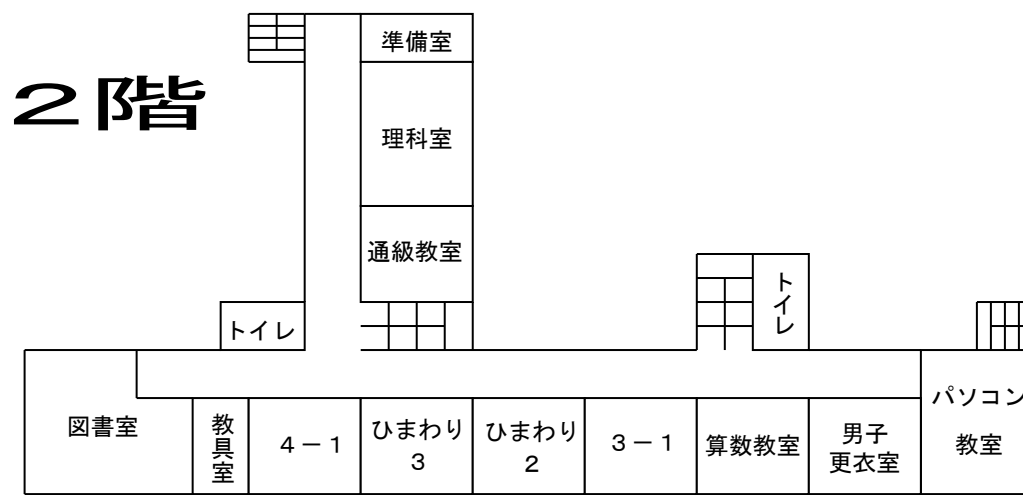 2階
準備室
理科室
通級教室
トイレ
トイレ
図書室
教具室
4－1
ひまわり
3
ひまわり
2
3－1
算数教室
男子
更衣室
パソコン
教室